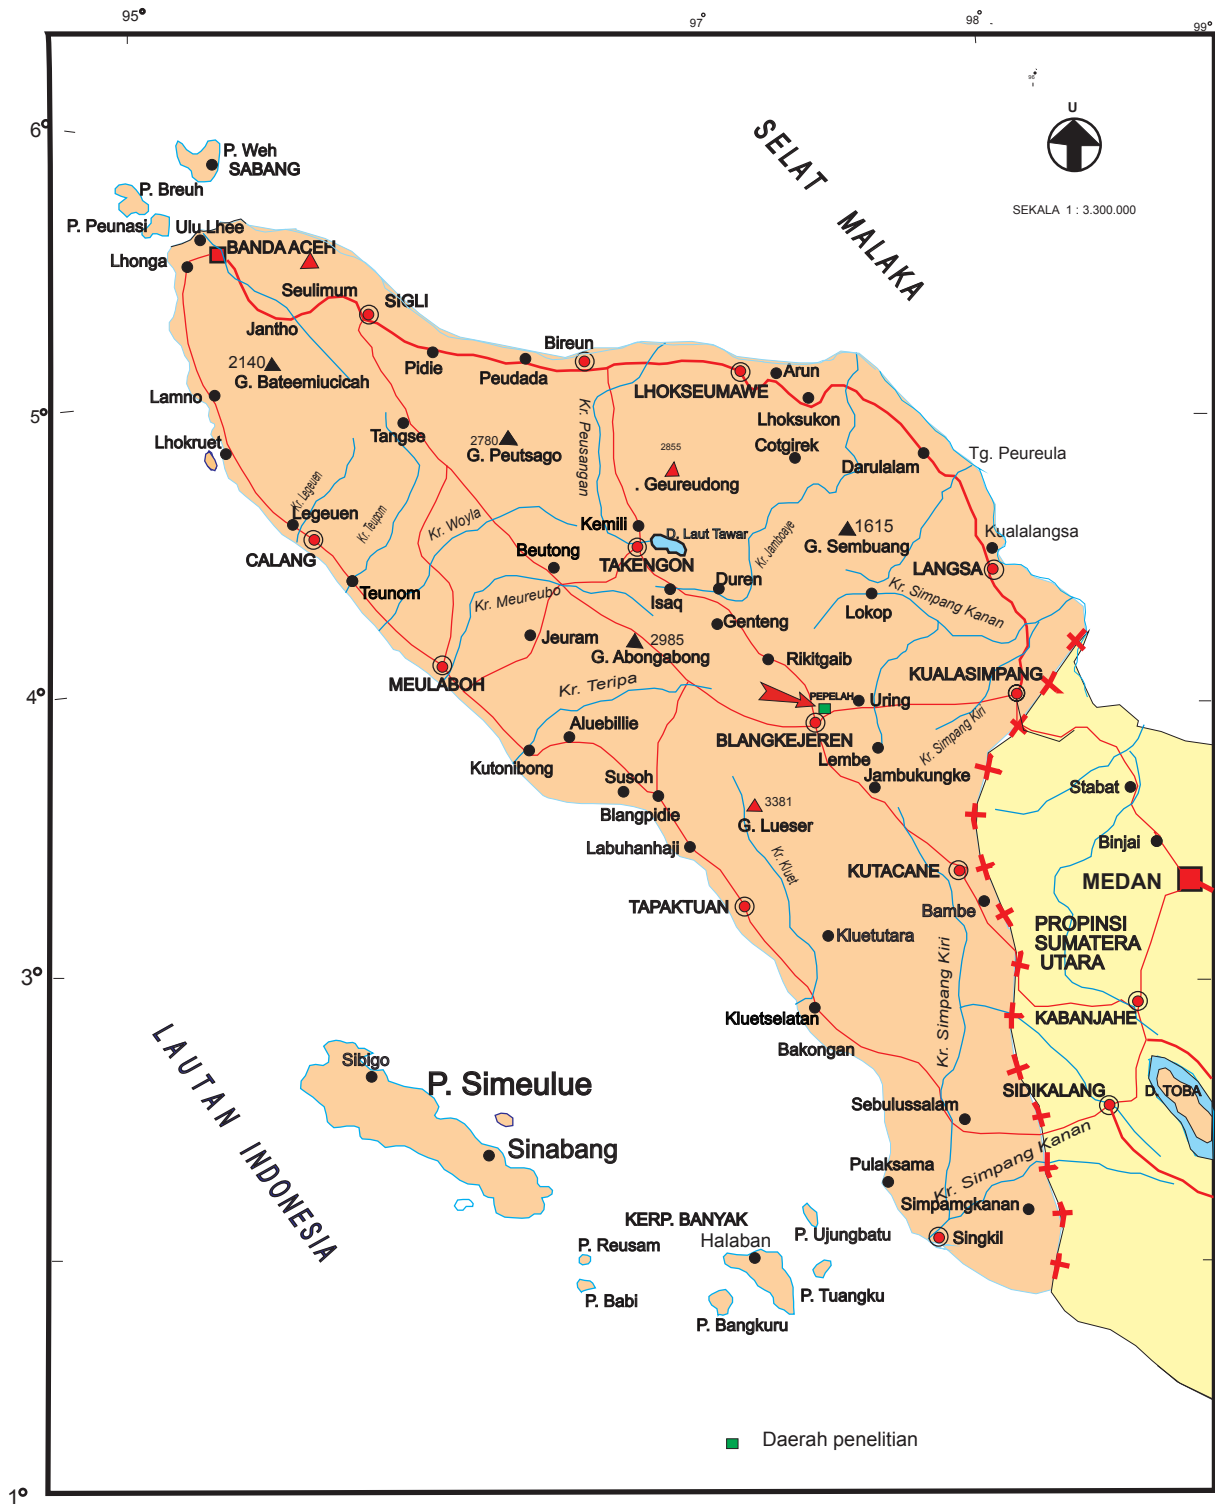 95°
97°
98°
99°
96°
6°
U
SEKALA 1 : 3.300.000
SELAT MALAKA
P. Weh
SABANG
P. Breuh
P. Peunasi
Ulu Lhee
BANDA ACEH
Lhonga
Seulimum
SIGLI
Jantho
Bireun
2140
G. Bateemiucicah
Pidie
Peudada
Arun
LHOKSEUMAWE
Lamno
Lhoksukon
5°
Kr. Peusangan
Lhokruet
Tangse
2780
G. Peutsago
2855
. Geureudong
Cotgirek
Darulalam
Tg. Peureula
Kr. Legeuen
Legeuen
Kr. Teupom
Kr. Woyla
Kemili
D. Laut Tawar
Kr. Jamboaye
1615
G. Sembuang
Kualalangsa
CALANG
Beutong
TAKENGON
LANGSA
Teunom
Kr. Meureubo
Isaq
Duren
Lokop
Kr. Simpang Kanan
Genteng
Jeuram
2985
G. Abongabong
Rikitgaib
KUALASIMPANG
MEULABOH
Kr. Teripa
4°
PEPELAH
Uring
Aluebillie
BLANGKEJEREN
Kr. Simpang Kiri
Kutonibong
Lembe
Susoh
Jambukungke
Stabat
Blangpidie
3381
G. Lueser
Labuhanhaji
Kr. Kluet
Binjai
KUTACANE
MEDAN
TAPAKTUAN
Bambe
PROPINSI
SUMATERA
UTARA
Kluetutara
Kr. Simpang Kiri
3°
Kluetselatan
KABANJAHE
Bakongan
LAUTAN INDONESIA
Sibigo
P. Simeulue
SIDIKALANG
D. TOBA
Sebulussalam
Sinabang
Kr. Simpang Kanan
Pulaksama
Simpamgkanan
KERP. BANYAK
Halaban
P. Ujungbatu
Singkil
P. Reusam
P. Babi
P. Tuangku
P. Bangkuru
Daerah penelitian
1°